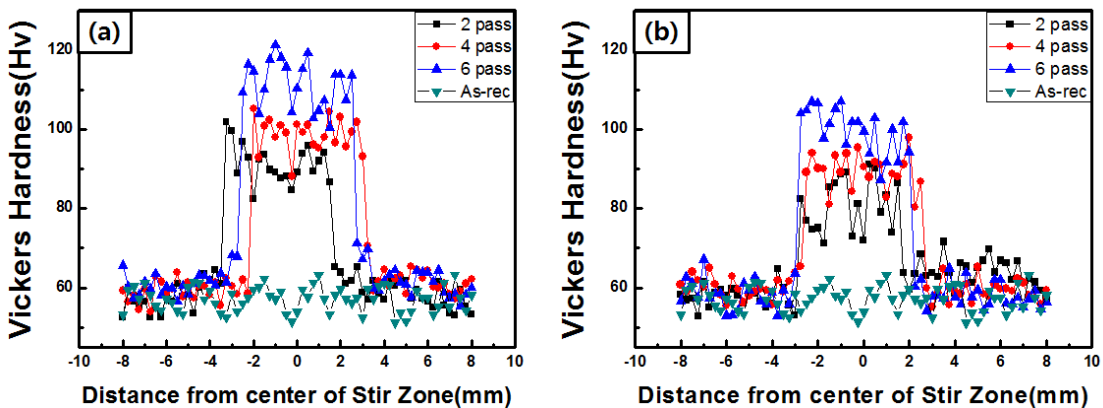 (a)
2 pass
4 pass
6 pass
As-rec
Vickers Hardness(Hv)
120
100
80
60
-10 -8 -6 -4 -2 0 2 4 6 8 10
Distance from center of Stir Zone(mm)
(b)
2 pass
4 pass
6 pass
As-rec
Vickers Hardness(Hv)
120
100
80
60
-10 -8 -6 -4 -2 0 2 4 6 8 10
Distance from center of Stir Zone(mm)